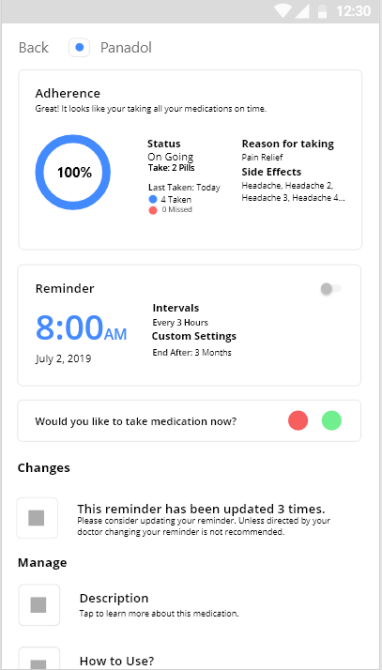 12:30
Back Panadol
Adherence
Great! It looks like your taking all your medications on time.
100%
Status
On Going
Take: 2 Pills
Last Taken: Today
4 Taken
0 Missed
Reason for taking
Pain Relief
Side Effects
Headache, Headache 2,
Headache 3, Headache 4...
Reminder
8:00AM
July 2, 2019
Intervals
Every 3 Hours
Custom Settings
End After: 3 Months
Would you like to take medication now?
Changes
This reminder has been updated 3 times.
Please consider updating your reminder. Unless directed by your
doctor changing your reminder is not recommended.
Manage
Description
Tap to learn more about this medication.
How to Use?